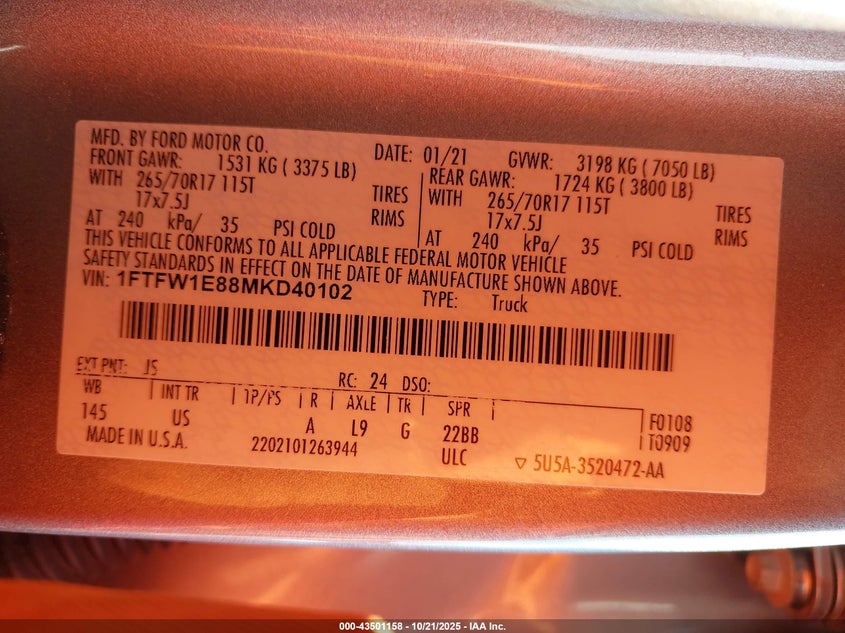 MFD. BY FORD MOTOR CO. DATE: 01/21 GVWR: 3198 KG ( 7050 LB)
FRONT GAWR: 1531 KG ( 3375 LB) REAR GAWR: 1724 KG ( 3800 LB)
WITH 265/70R17 115T TIRES WITH 265/70R17 115T TIRES
17x7.5J RIMS 17x7.5J RIMS
AT 240 kPa/ 35 PSI COLD AT 240 kPa/ 35 PSI COLD
THIS VEHICLE CONFORMS TO ALL APPLICABLE FEDERAL MOTOR VEHICLE
SAFETY STANDARDS IN EFFECT ON THE DATE OF MANUFACTURE SHOWN ABOVE.
VIN: 1FTFW1E88MKD40102 TYPE: Truck
EXT PNT: JS RC: 24 DSO:
WB INT TR TP/PS R AXLE TR SPR
145 US A L9 G 22BB F0108
MADE IN U.S.A. 2202101263944 ULC T0909
▽ 5U5A-3520472-AA
000-43501158 - 10/21/2025 - IAA Inc.